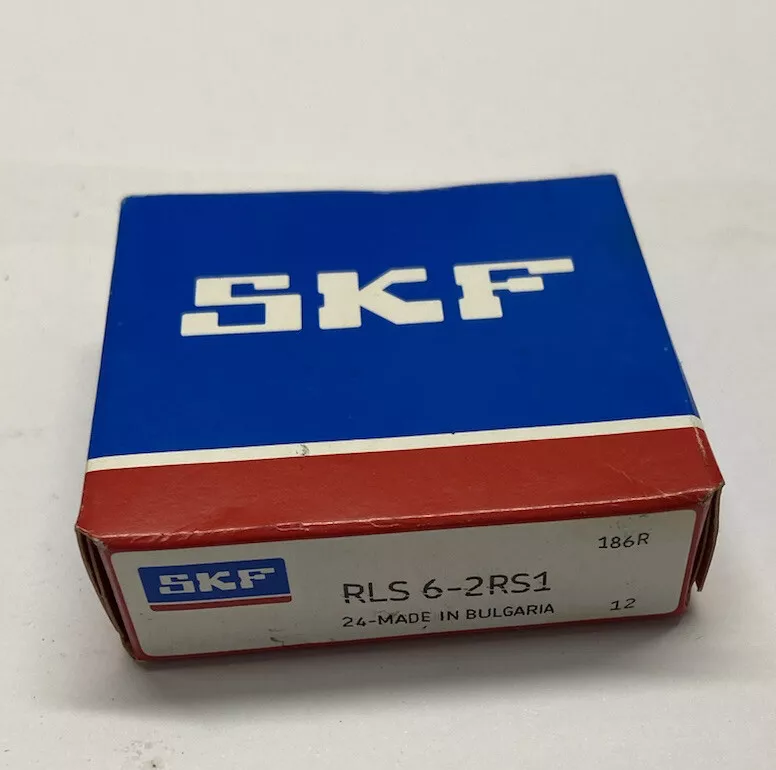 SKF
186R
SKF
RLS 6-2RS1
24-MADE IN BULGARIA
12